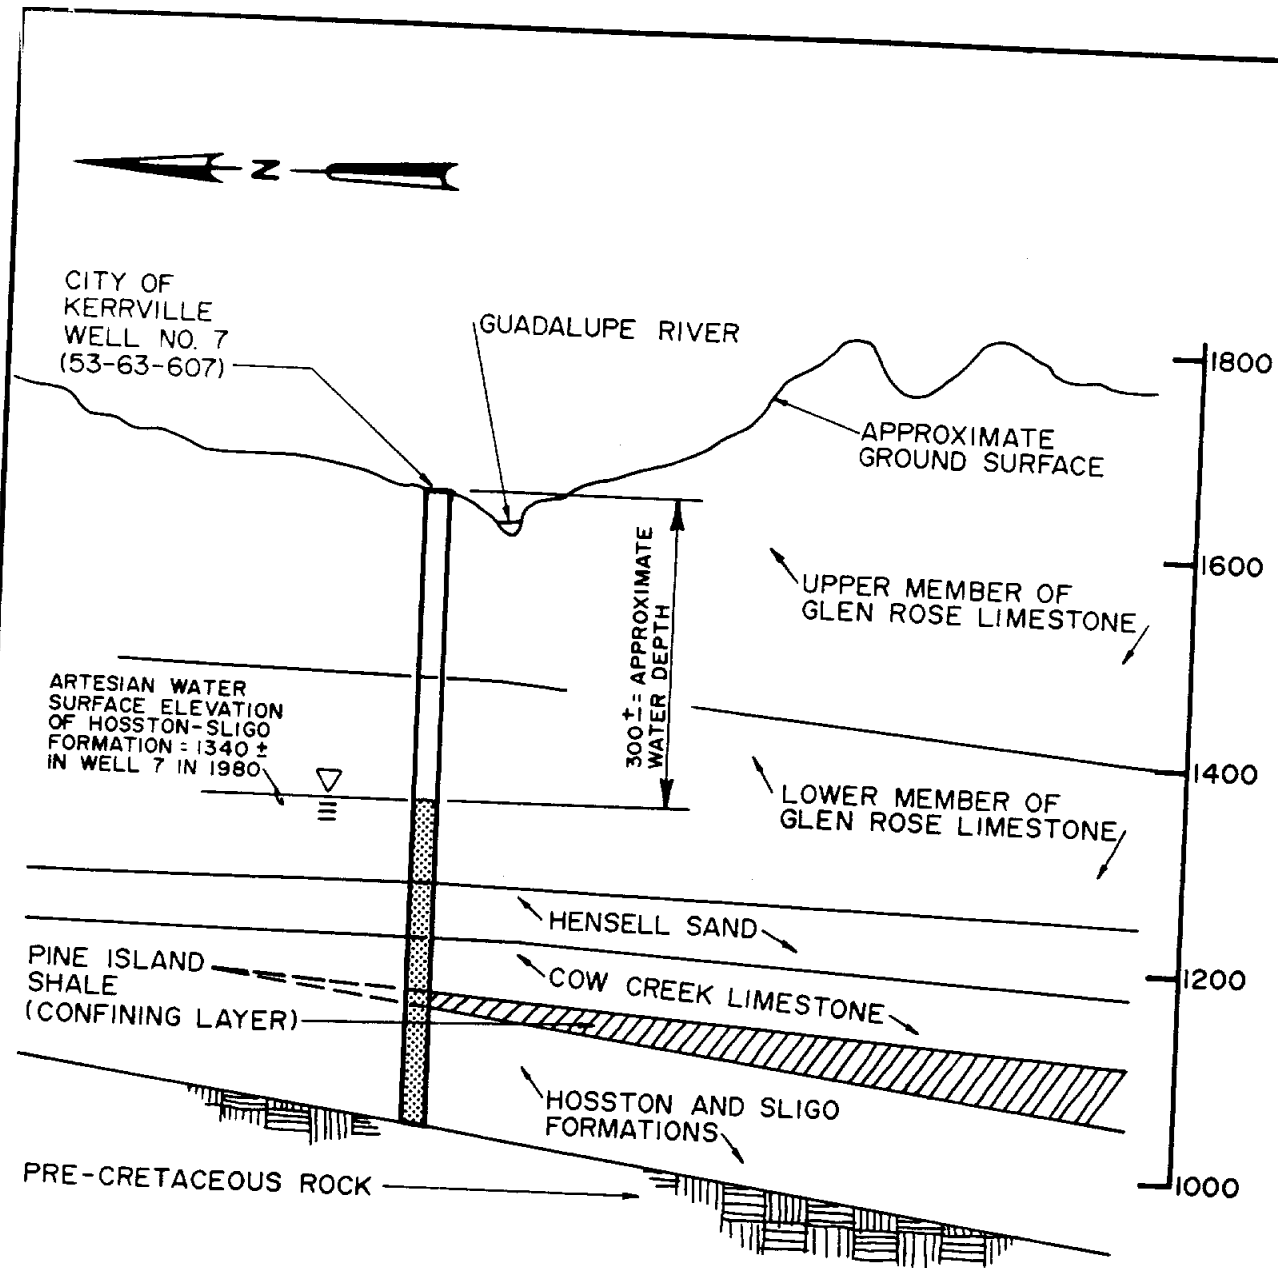 N
CITY OF
KERRVILLE
WELL NO. 7
(53-63-607)
GUADALUPE RIVER
1800
APPROXIMATE
GROUND SURFACE
1600
UPPER MEMBER OF
GLEN ROSE LIMESTONE
300± = APPROXIMATE
WATER DEPTH
ARTESIAN WATER
SURFACE ELEVATION
OF HOSSTON-SLIGO
FORMATION = 1340 ±
IN WELL 7 IN 1980
1400
LOWER MEMBER OF
GLEN ROSE LIMESTONE
HENSELL SAND
PINE ISLAND
SHALE
(CONFINING LAYER)
COW CREEK LIMESTONE
1200
HOSSTON AND SLIGO
FORMATIONS
PRE-CRETACEOUS ROCK
1000